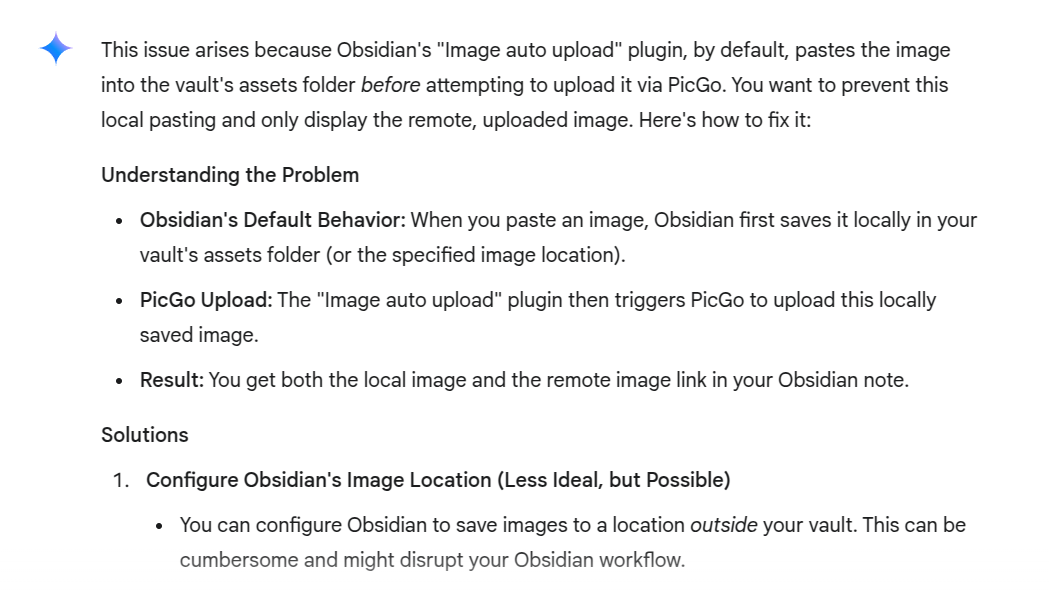 This issue arises because Obsidian's "Image auto upload" plugin, by default, pastes the image
into the vault's assets folder before attempting to upload it via PicGo. You want to prevent this
local pasting and only display the remote, uploaded image. Here's how to fix it:
Understanding the Problem
• Obsidian's Default Behavior: When you paste an image, Obsidian first saves it locally in your
vault's assets folder (or the specified image location).
• PicGo Upload: The "Image auto upload" plugin then triggers PicGo to upload this locally
saved image.
• Result: You get both the local image and the remote image link in your Obsidian note.
Solutions
1. Configure Obsidian's Image Location (Less Ideal, but Possible)
• You can configure Obsidian to save images to a location outside your vault. This can be
cumbersome and might disrupt your Obsidian workflow.